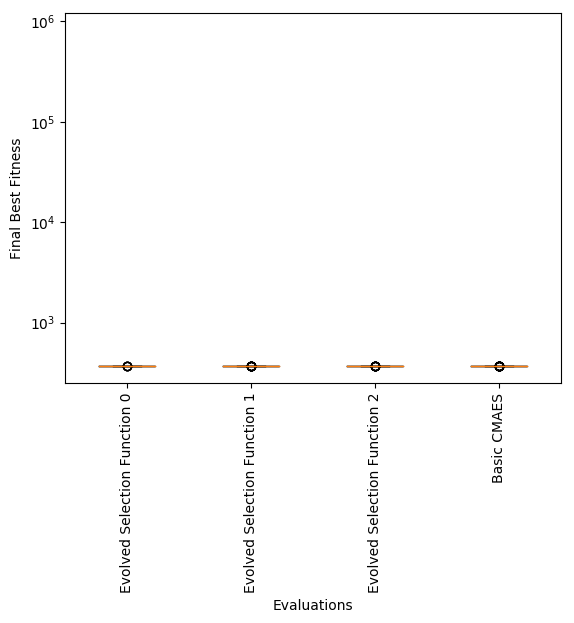 10⁶
10⁵
10⁴
10³
Final Best Fitness
Evolved Selection Function 0
Evolved Selection Function 1
Evolved Selection Function 2
Basic CMAES
Evaluations